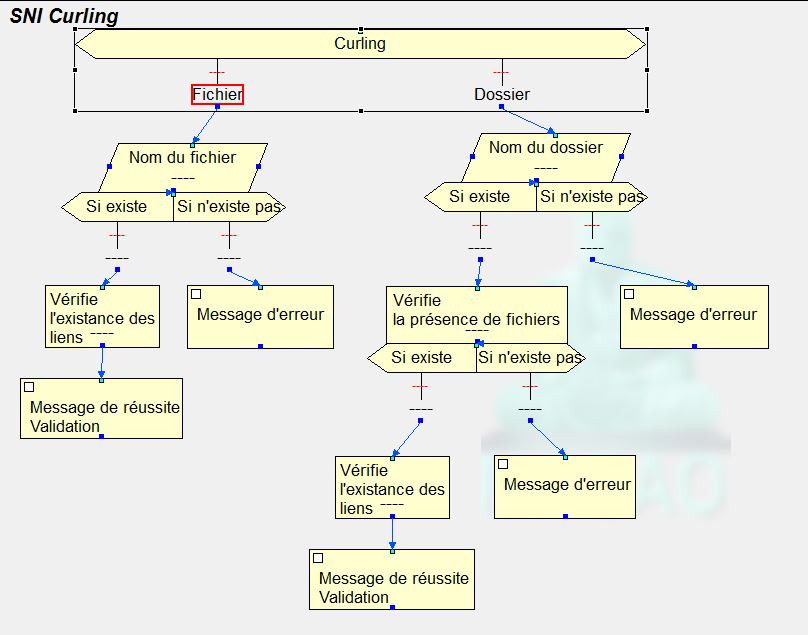 SNI Curling
Curling
Fichier
Dossier
Nom du fichier
----
Si existe
Si n'existe pas
----
Vérifie
l'existance des
liens ----
Message d'erreur
Message de réussite
Validation
Nom du dossier
----
Si existe
Si n'existe pas
----
----
Vérifie
la présence de fichiers
----
Message d'erreur
Si existe
Si n'existe pas
----
----
Vérifie
l'existance des
liens ----
Message d'erreur
Message de réussite
Validation